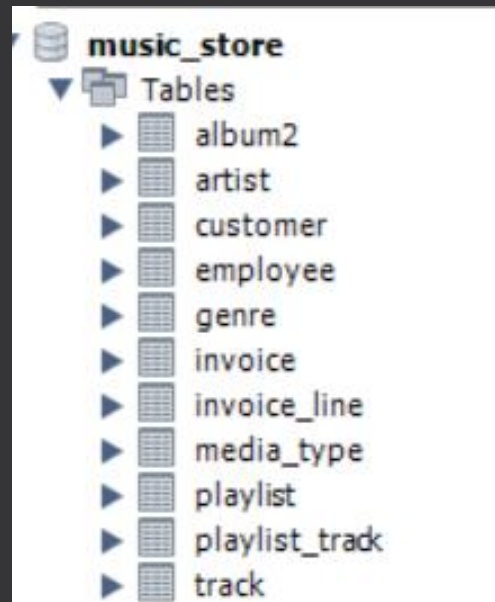 music_store
Tables
album2
artist
customer
employee
genre
invoice
invoice_line
media_type
playlist
playlist_track
track